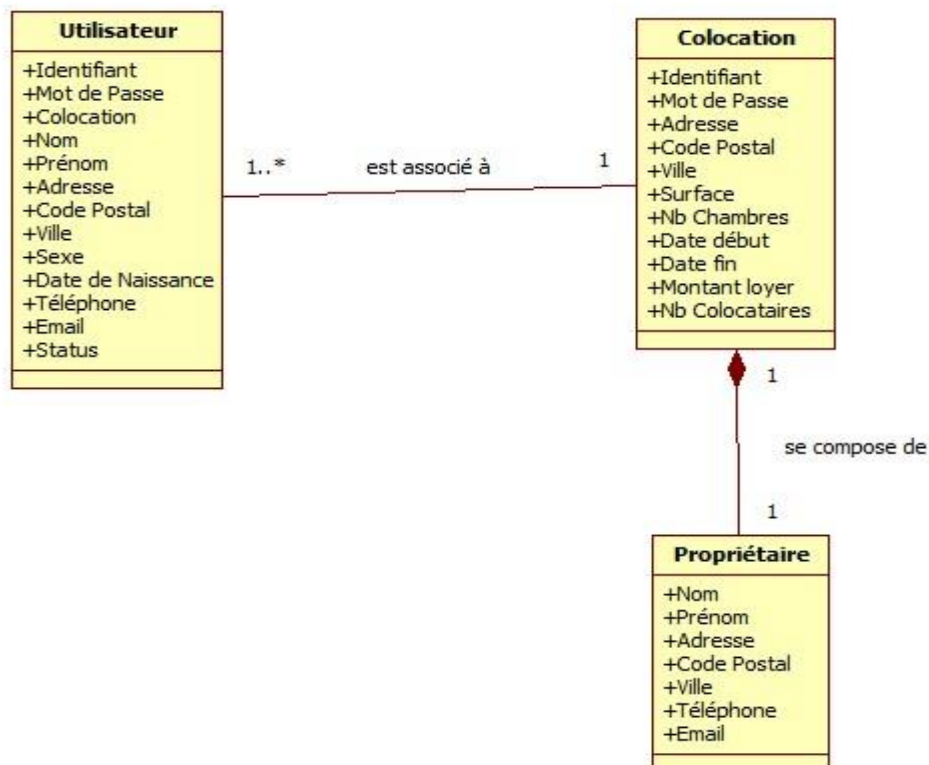 Utilisateur
+Identifiant
+Mot de Passe
+Colocation
+Nom
+Prénom
+Adresse
+Code Postal
+Ville
+Sexe
+Date de Naissance
+Téléphone
+Email
+Status
1..*
est associé à
1
Colocation
+Identifiant
+Mot de Passe
+Adresse
+Code Postal
+Ville
+Surface
+Nb Chambres
+Date début
+Date fin
+Montant loyer
+Nb Colocataires
1
se compose de
1
Propriétaire
+Nom
+Prénom
+Adresse
+Code Postal
+Ville
+Téléphone
+Email